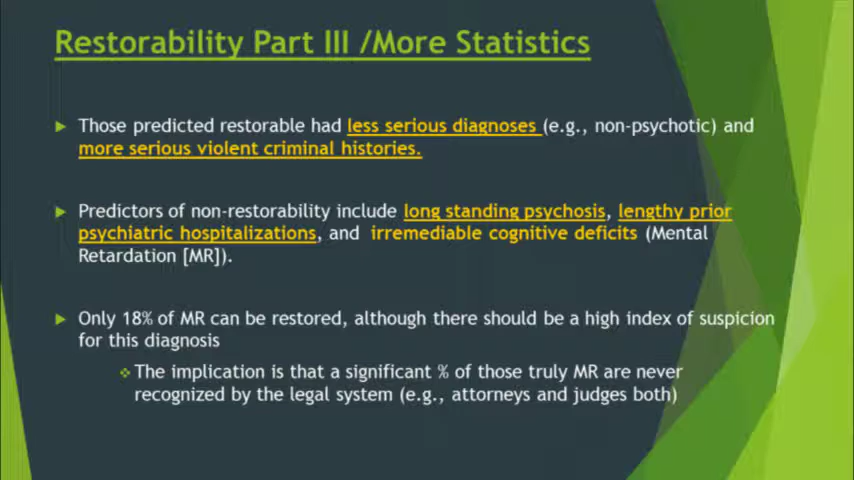 Restorability Part III /More Statistics
Those predicted restorable had less serious diagnoses (e.g., non-psychotic) and
more serious violent criminal histories.
Predictors of non-restorability include long standing psychosis, lengthy prior
psychiatric hospitalizations, and irremediable cognitive deficits (Mental
Retardation [MR]).
Only 18% of MR can be restored, although there should be a high index of suspicion
for this diagnosis
The implication is that a significant % of those truly MR are never
recognized by the legal system (e.g., attorneys and judges both)